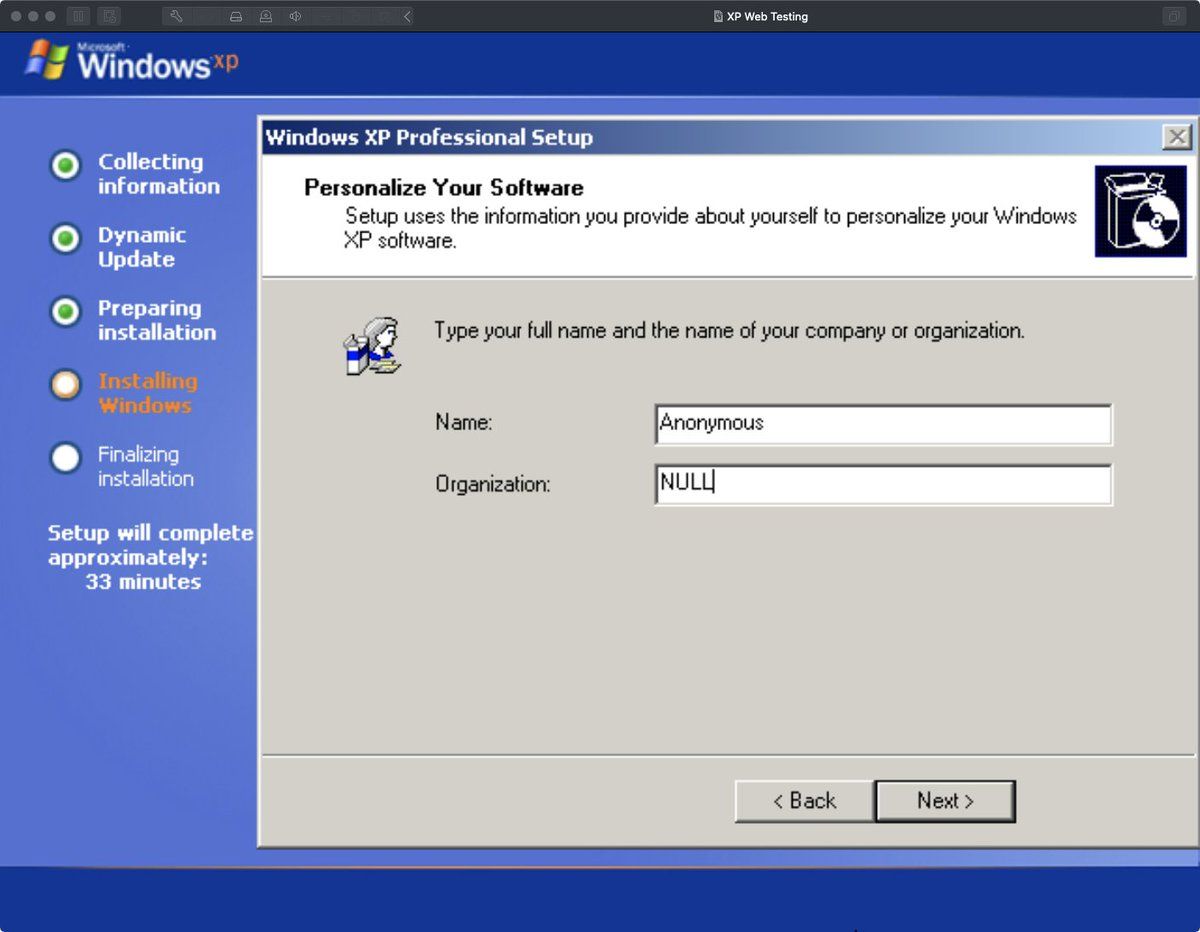 XP Web Testing
Microsoft
Windows xp
Collecting
information
Dynamic
Update
Preparing
installation
Installing
Windows
Finalizing
installation
Setup will complete
approximately:
33 minutes
Windows XP Professional Setup
Personalize Your Software
Setup uses the information you provide about yourself to personalize your Windows
XP software.
Type your full name and the name of your company or organization.
Name:
Anonymous
Organization:
NULL
< Back
Next >